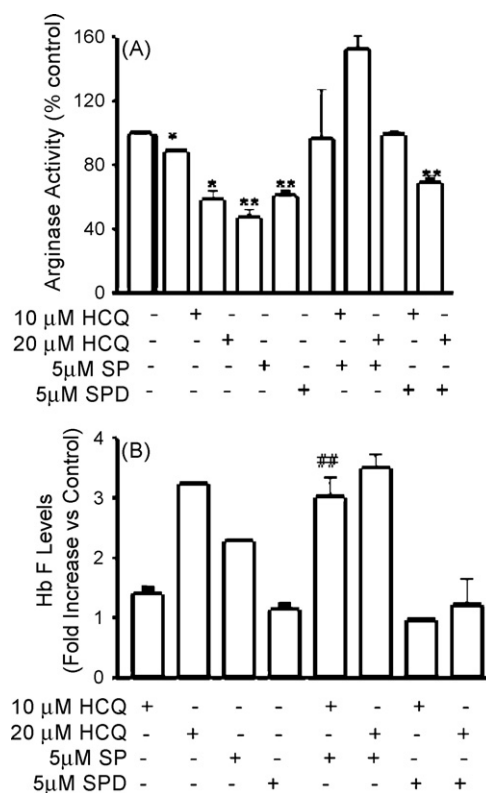 (A)
Arginase Activity (% control)
160
120
80
40
0
*
*
**
**
**
10 µM HCQ - + - - - + - + -
20 µM HCQ - - + - - - + - +
5µM SP - - - + - + + - -
5µM SPD - - - - + - - + +
(B)
Hb F Levels
(Fold Increase vs Control)
4
3
2
1
0
##
10 µM HCQ + - - - + - + -
20 µM HCQ - + - - - + - +
5µM SP - - + - + + - -
5µM SPD - - - + - - + +